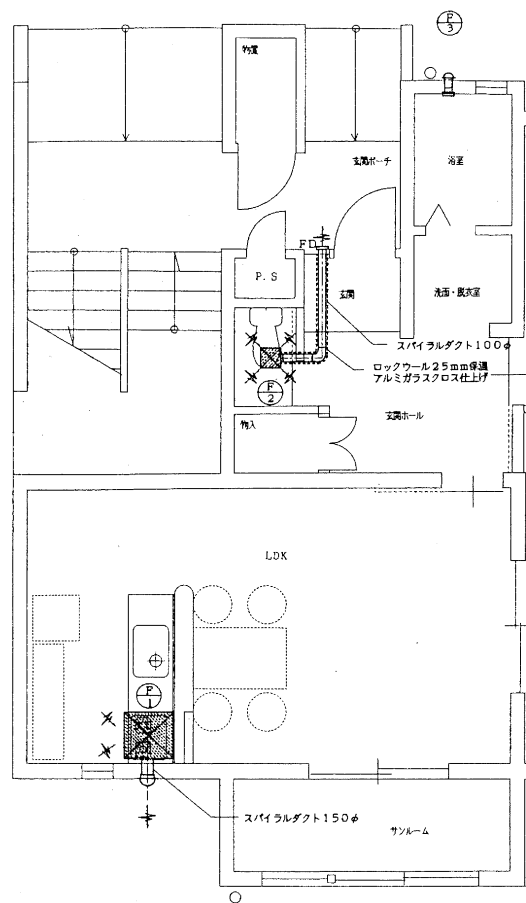 F
3
物置
玄関ポーチ
浴室
FD
P.S
玄関
洗面・脱衣室
スパイラルダクト100φ
ロックウール25mm保温
アルミガラスクロス仕上げ
F
2
物入
玄関ホール
LDK
F
1
スパイラルダクト150φ
サンルーム